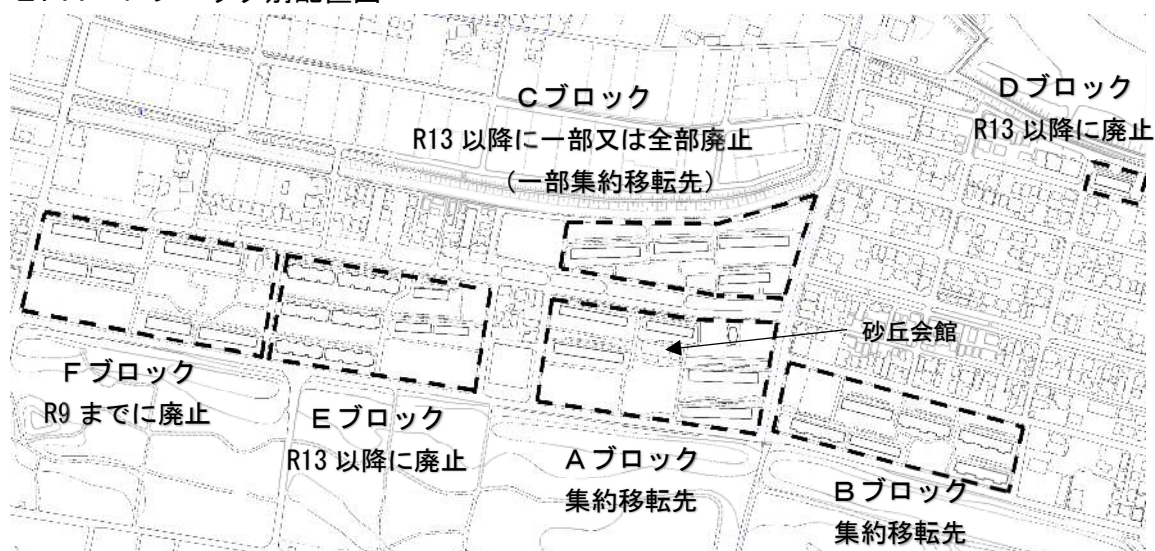 Cブロック
R13 以降に一部又は全部廃止
(一部集約移転先)
Dブロック
R13 以降に廃止
砂丘会館
Fブロック
R9 までに廃止
Eブロック
R13 以降に廃止
Aブロック
集約移転先
Bブロック
集約移転先